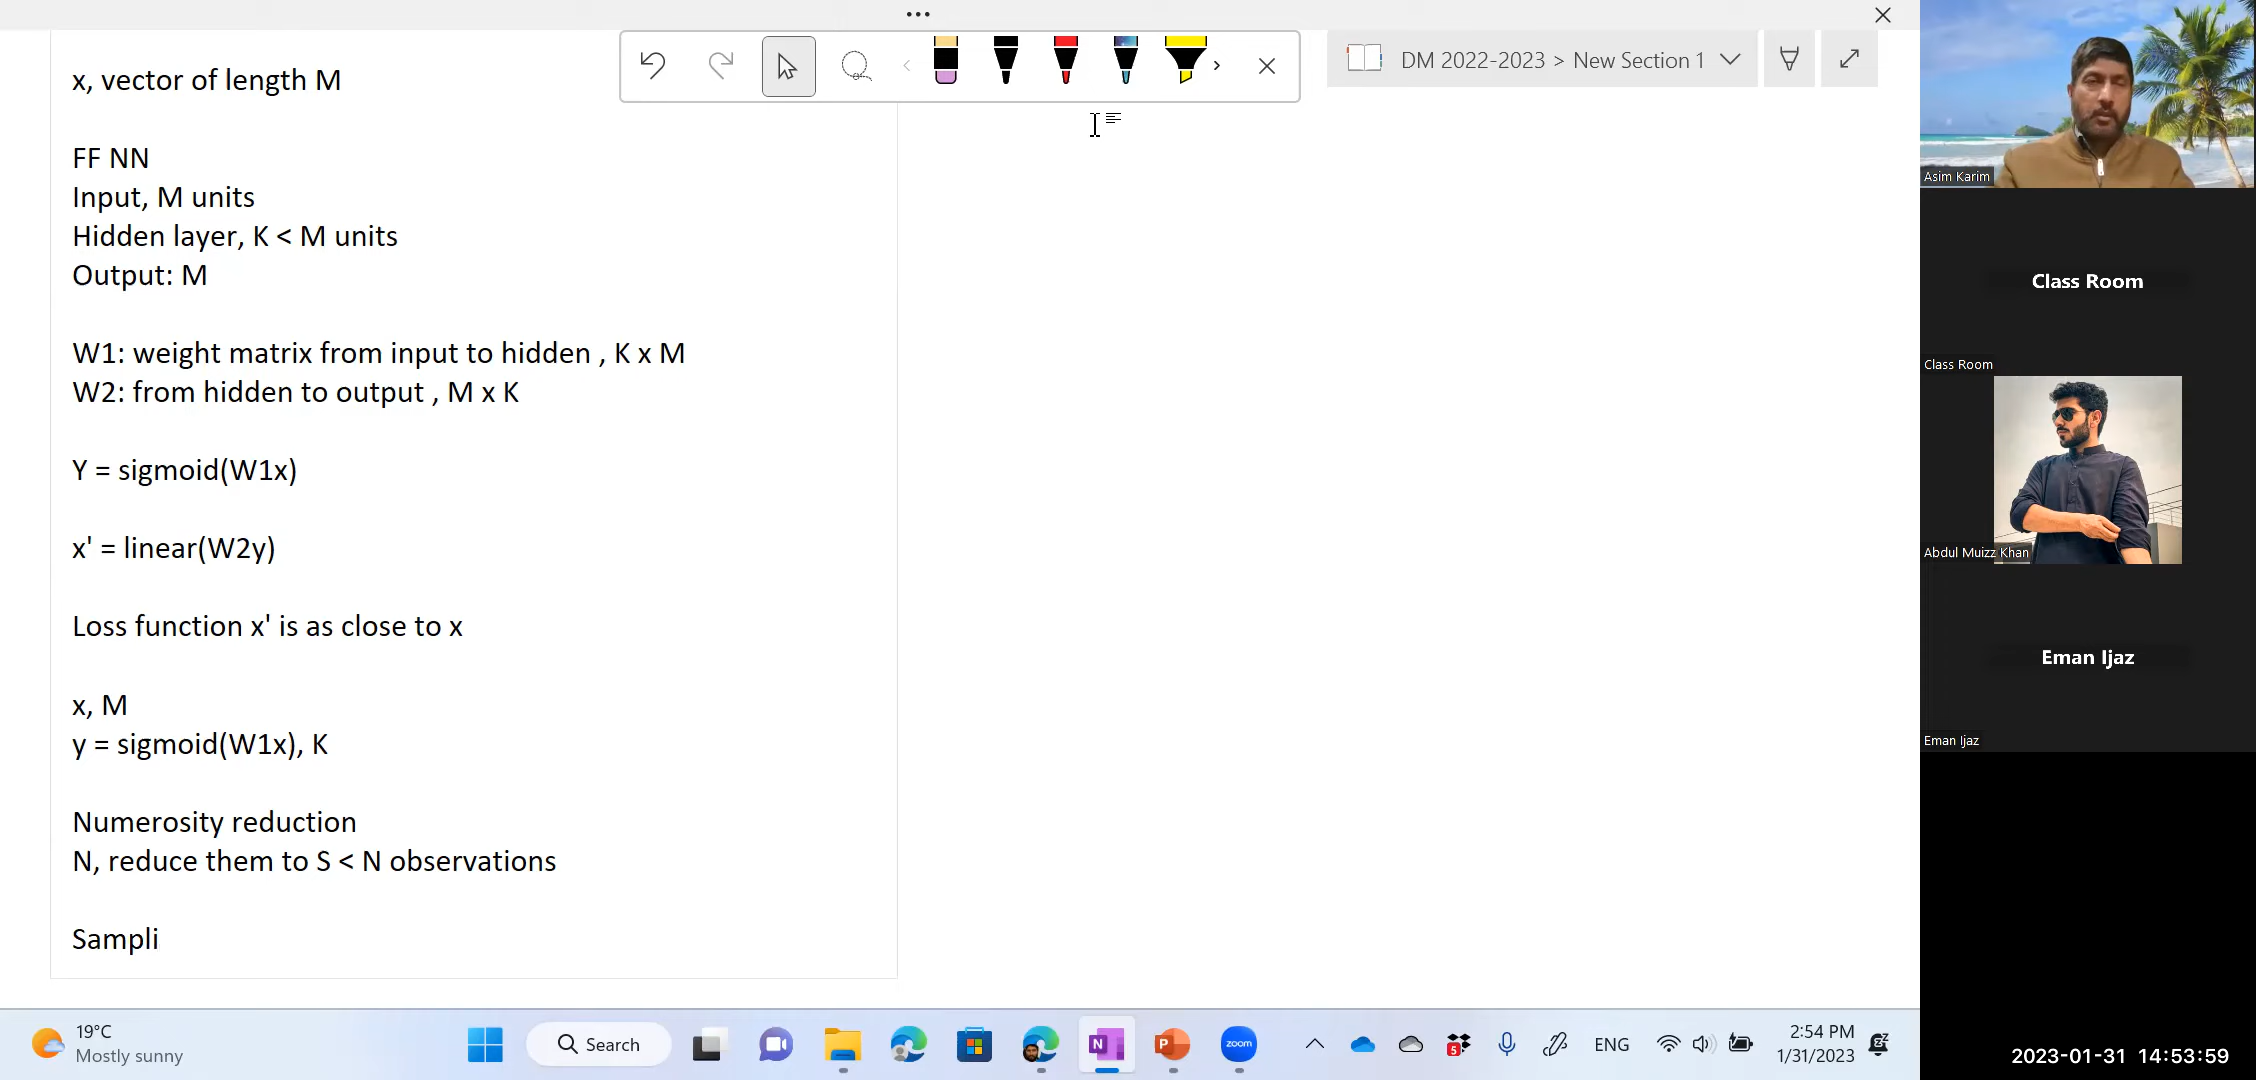 x, vector of length M
FF NN
Input, M units
Hidden layer, K < M units
Output: M
W1: weight matrix from input to hidden , K x M
W2: from hidden to output , M x K
Y = sigmoid(W1x)
x' = linear(W2y)
Loss function x' is as close to x
x, M
y = sigmoid(W1x), K
Numerosity reduction
N, reduce them to S < N observations
Sampli
DM 2022-2023 > New Section 1
Asim Karim
Class Room
Class Room
Abdul Muizz Khan
Eman Ijaz
Eman Ijaz
19°C
Mostly sunny
Search
N
P
zoom
5
ENG
2:54 PM
1/31/2023
2023-01-31 14:53:59